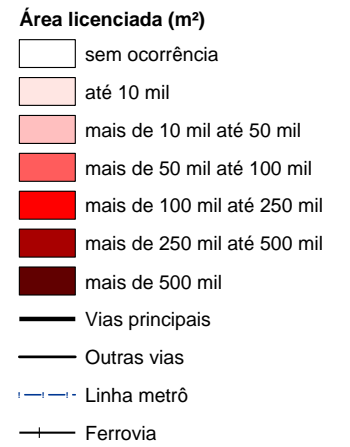 Área licenciada (m²)
sem ocorrência
até 10 mil
mais de 10 mil até 50 mil
mais de 50 mil até 100 mil
mais de 100 mil até 250 mil
mais de 250 mil até 500 mil
mais de 500 mil
Vias principais
Outras vias
Linha metrô
Ferrovia